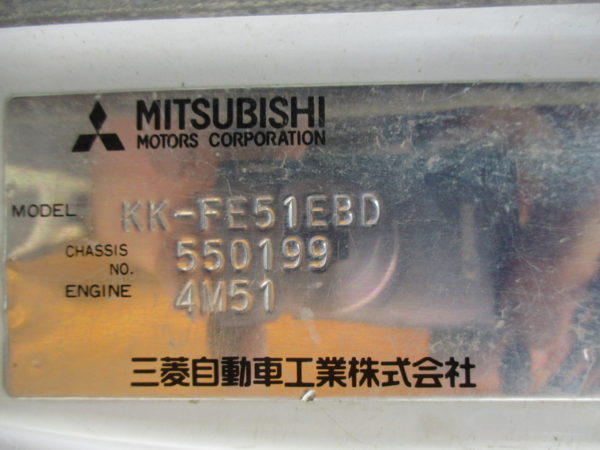 MITSUBISHI
MOTORS CORPORATION
MODEL KK-FE51EBD
CHASSIS NO. 550199
ENGINE 4M51
三菱自動車工業株式会社